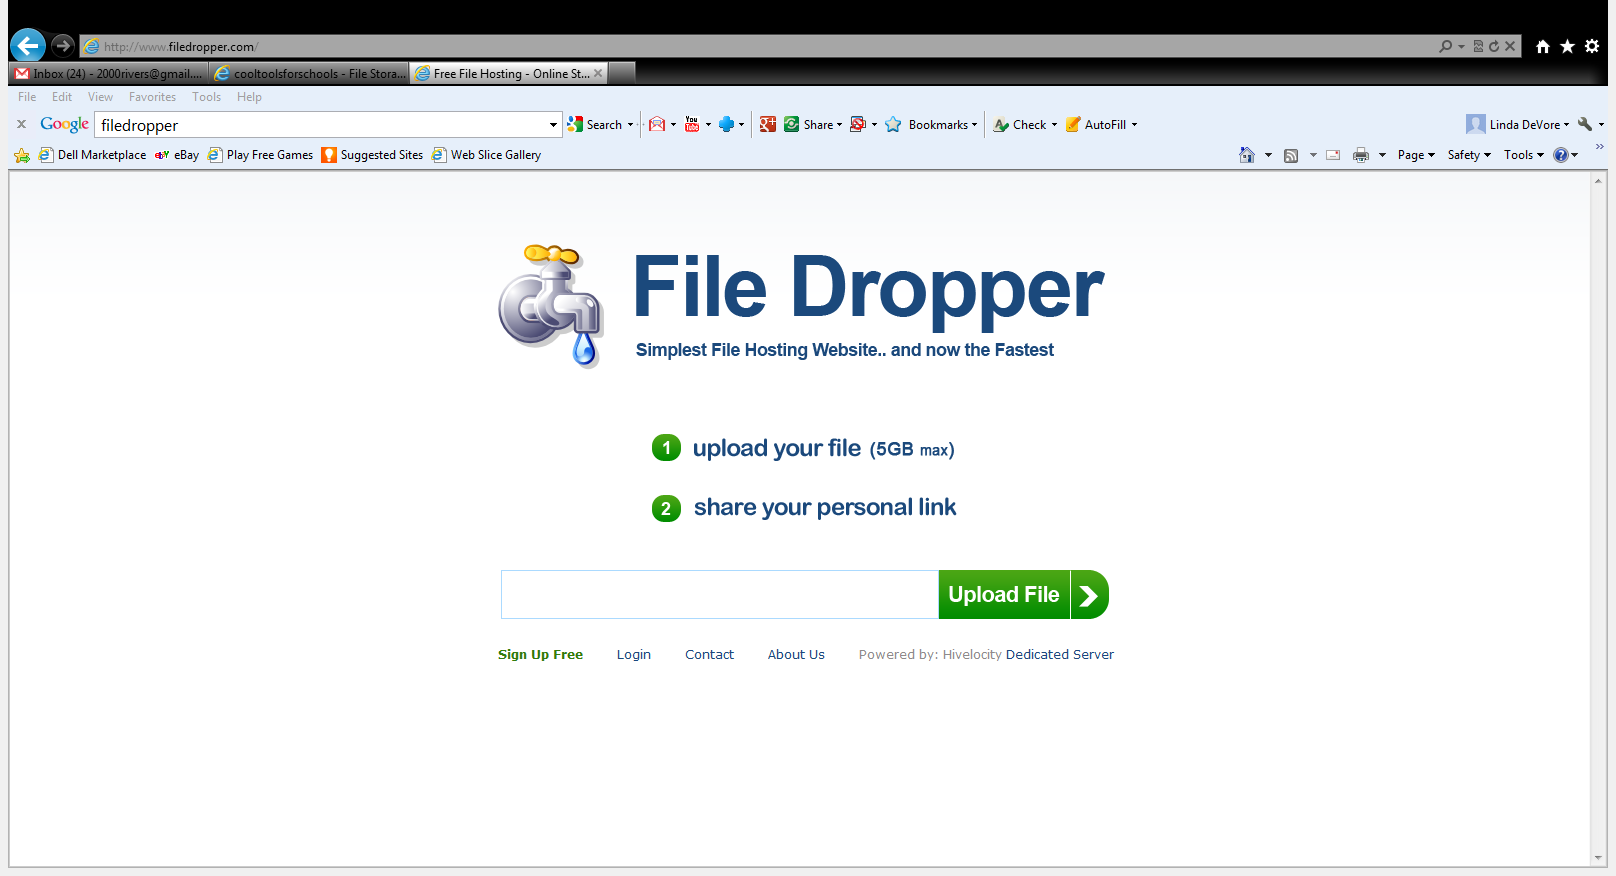 http://www.filedropper.com/
Inbox (24) - 2000rivers@gmail.... cooltoolsforschools - File Stora... Free File Hosting - Online St...
File Edit View Favorites Tools Help
x Google filedropper Search You Tube Share Bookmarks Check AutoFill Linda DeVore
Dell Marketplace eBay Play Free Games Suggested Sites Web Slice Gallery Page Safety Tools
File Dropper
Simplest File Hosting Website.. and now the Fastest
1 upload your file (5GB max)
2 share your personal link
Upload File
Sign Up Free Login Contact About Us Powered by: Hivelocity Dedicated Server